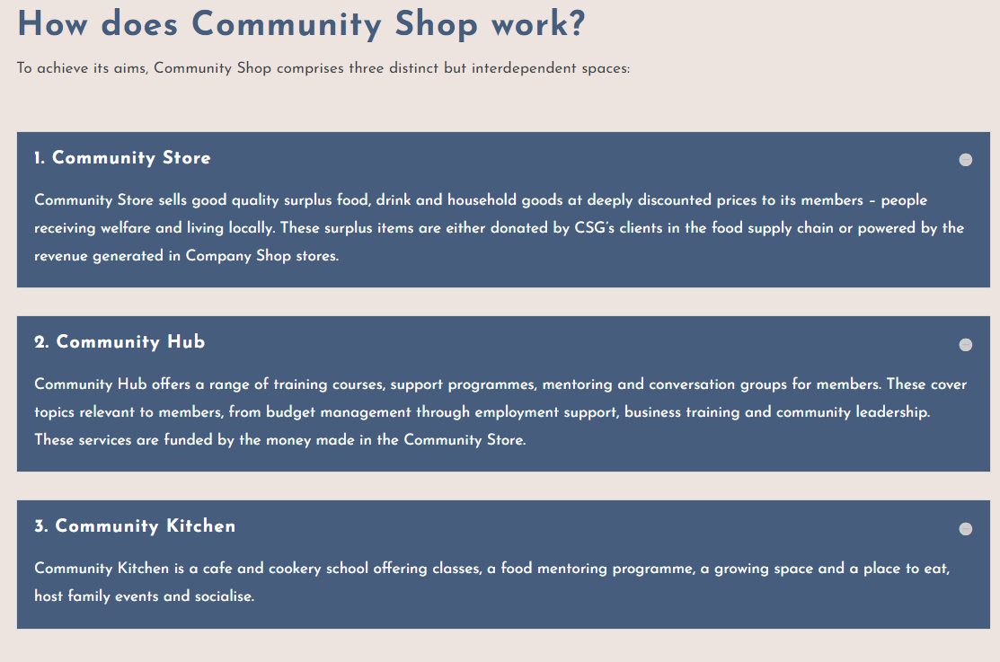 How does Community Shop work?
To achieve its aims, Community Shop comprises three distinct but interdependent spaces:
1. Community Store
Community Store sells good quality surplus food, drink and household goods at deeply discounted prices to its members – people
receiving welfare and living locally. These surplus items are either donated by CSG’s clients in the food supply chain or powered by the
revenue generated in Company Shop stores.
2. Community Hub
Community Hub offers a range of training courses, support programmes, mentoring and conversation groups for members. These cover
topics relevant to members, from budget management through employment support, business training and community leadership.
These services are funded by the money made in the Community Store.
3. Community Kitchen
Community Kitchen is a cafe and cookery school offering classes, a food mentoring programme, a growing space and a place to eat,
host family events and socialise.